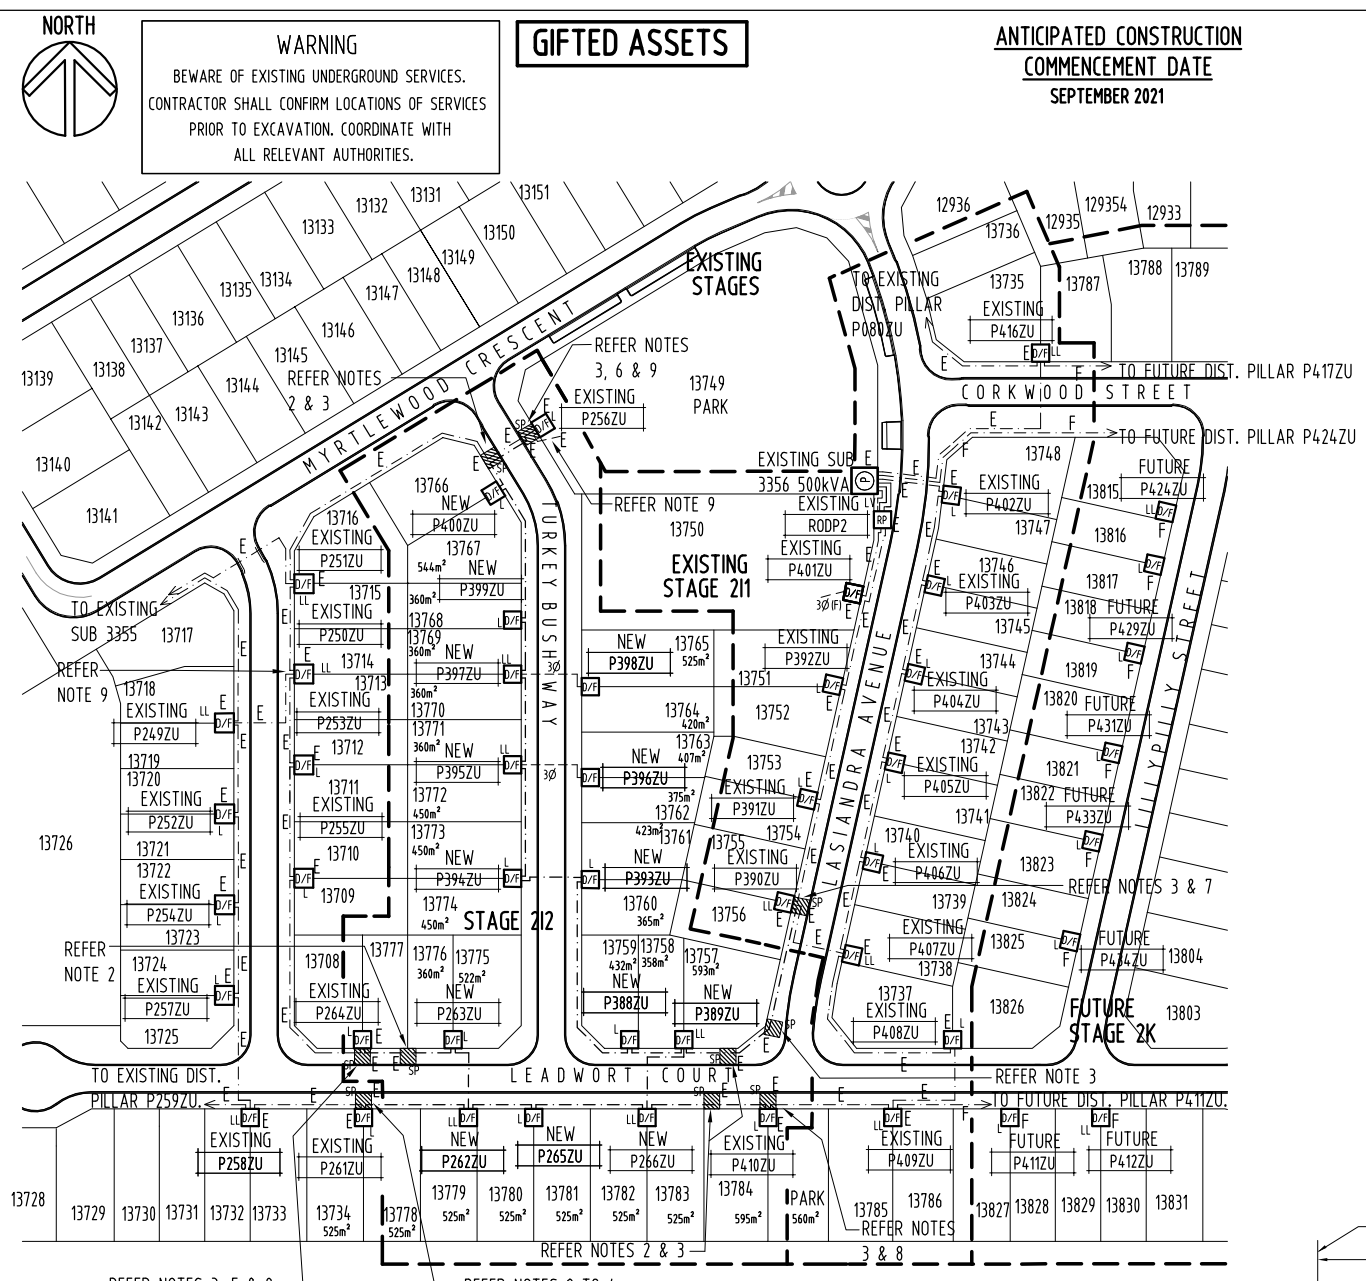 NORTH
WARNING
BEWARE OF EXISTING UNDERGROUND SERVICES.
CONTRACTOR SHALL CONFIRM LOCATIONS OF SERVICES
PRIOR TO EXCAVATION. COORDINATE WITH
ALL RELEVANT AUTHORITIES.
GIFTED ASSETS
ANTICIPATED CONSTRUCTION
COMMENCEMENT DATE
SEPTEMBER 2021
13131
13132
13133
13134
13135
13136
13137
13138
13139
13140
13141
13142
13143
13144
13145
13146
13147
13148
13149
13150
13151
MYRTLEWOOD CRESCENT
EXISTING
STAGES
REFER NOTES
2 & 3
REFER NOTES
3, 6 & 9
EXISTING
P256ZU
13749
PARK
TO EXISTING
DIST. PILLAR
P080ZU
12936
13736
12935
129354
12933
13735
13787
13788
13789
EXISTING
P416ZU
TO FUTURE DIST. PILLAR P417ZU
CORKWOOD STREET
TO FUTURE DIST. PILLAR P424ZU
13748
EXISTING SUB
3356 500kVA
EXISTING
RODP2
RP
REFER NOTE 9
13750
EXISTING
STAGE 2I1
EXISTING
P401ZU
3Ø(F)
EXISTING
P402ZU
13747
13746
EXISTING
P403ZU
13745
13744
EXISTING
P404ZU
13743
13742
EXISTING
P405ZU
13741
13740
EXISTING
P406ZU
13739
EXISTING
P407ZU
13738
13737
EXISTING
P408ZU
FUTURE
P424ZU
13815
13816
13817
13818
FUTURE
P429ZU
13819
13820
FUTURE
P431ZU
13821
13822
FUTURE
P433ZU
13823
REFER NOTES 3 & 7
13824
13825
FUTURE
P434ZU
13804
13826
13803
FUTURE
STAGE 2K
LILLYPILLY STREET
LASIANDRA AVENUE
TURKEY BUSH WAY
13766
NEW
P400ZU
13767
544m²
NEW
P399ZU
360m²
13768
13769
360m²
NEW
P397ZU
360m²
13770
13771
360m²
NEW
P395ZU
13772
450m²
13773
450m²
NEW
P394ZU
13774
450m²
STAGE 2I2
13777
13776
360m²
13775
522m²
NEW
P263ZU
13716
EXISTING
P251ZU
13715
EXISTING
P250ZU
13714
13713
EXISTING
P253ZU
13712
13711
EXISTING
P255ZU
13710
13709
13708
EXISTING
P264ZU
TO EXISTING
SUB 3355
13717
REFER
NOTE 9
13718
EXISTING
P249ZU
13719
13720
EXISTING
P252ZU
13721
13722
EXISTING
P254ZU
13723
13724
EXISTING
P257ZU
13725
13726
REFER
NOTE 2
NEW
P398ZU
13765
525m²
3Ø
3Ø
EXISTING
P392ZU
13751
13752
13764
420m²
13763
407m²
NEW
P396ZU
375m²
13762
423m²
13761
13753
EXISTING
P391ZU
13754
13755
EXISTING
P390ZU
13756
NEW
P393ZU
13760
365m²
13759
432m²
13758
358m²
13757
593m²
NEW
P388ZU
NEW
P389ZU
LEADWORT COURT
REFER NOTE 3
TO EXISTING DIST.
PILLAR P259ZU.
TO FUTURE DIST. PILLAR P411ZU.
EXISTING
P258ZU
EXISTING
P261ZU
NEW
P262ZU
NEW
P265ZU
NEW
P266ZU
EXISTING
P410ZU
EXISTING
P409ZU
FUTURE
P411ZU
FUTURE
P412ZU
13728
13729
13730
13731
13732
13733
13734
525m²
13778
525m²
13779
525m²
13780
525m²
13781
525m²
13782
525m²
13783
525m²
13784
595m²
PARK
560m²
13785
13786
13827
13828
13829
13830
13831
REFER NOTES
3 & 8
REFER NOTES 2 & 3